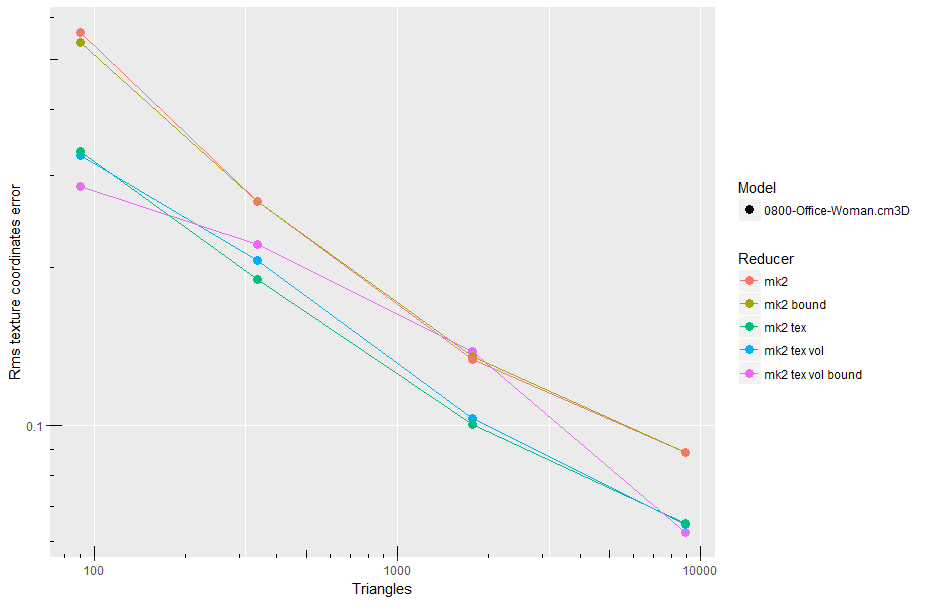 Rms texture coordinates error
0.1
100
1000
10000
Triangles
Model
0800-Office-Woman.cm3D
Reducer
mk2
mk2 bound
mk2 tex
mk2 tex vol
mk2 tex vol bound